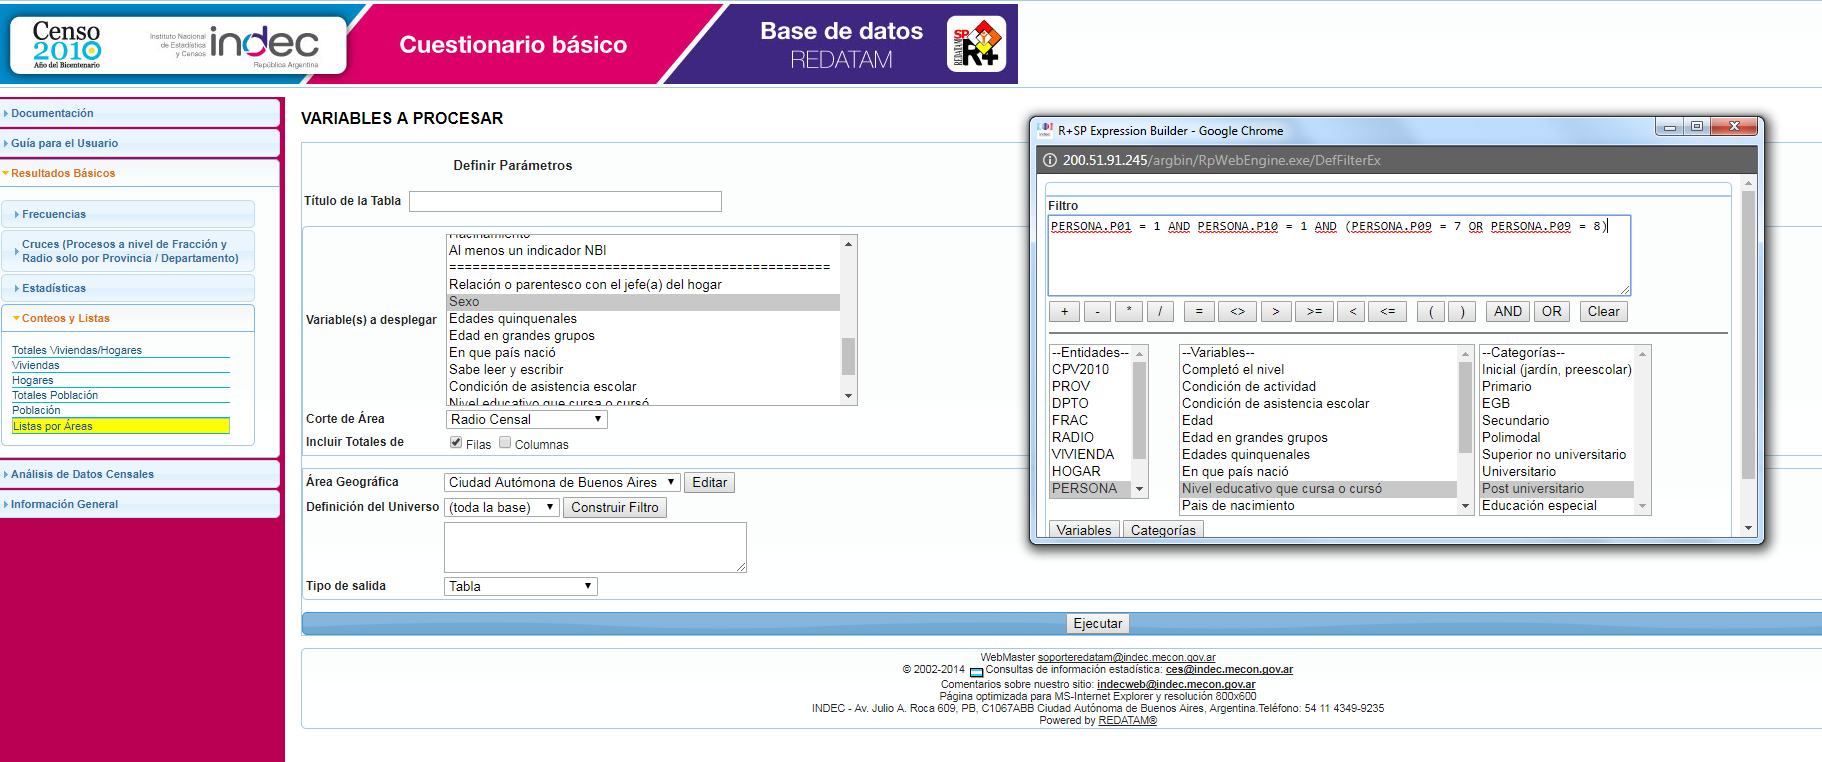 Censo
2010
Año del Bicentenario
Instituto Nacional
de Estadística
y Censos
indec
República Argentina
Cuestionario básico
Base de datos
REDATAM
REDATAM
SP
R+
Documentación
Guía para el Usuario
Resultados Básicos
Frecuencias
Cruces (Procesos a nivel de Fracción y
Radio solo por Provincia / Departamento)
Estadísticas
Conteos y Listas
Totales Viviendas/Hogares
Viviendas
Hogares
Totales Población
Población
Listas por Áreas
Análisis de Datos Censales
Información General
VARIABLES A PROCESAR
Definir Parámetros
Título de la Tabla
Variable(s) a desplegar
Hacinamiento
Al menos un indicador NBI
=================================================
Relación o parentesco con el jefe(a) del hogar
Sexo
Edades quinquenales
Edad en grandes grupos
En que país nació
Sabe leer y escribir
Condición de asistencia escolar
Nivel educativo que cursa o cursó
Corte de Área Radio Censal
Incluir Totales de Filas Columnas
Área Geográfica Ciudad Autómona de Buenos Aires Editar
Definición del Universo (toda la base) Construir Filtro
Tipo de salida Tabla
Ejecutar
WebMaster soporteredatam@indec.mecon.gov.ar
© 2002-2014 Consultas de información estadística: ces@indec.mecon.gov.ar
Comentarios sobre nuestro sitio: indecweb@indec.mecon.gov.ar
Página optimizada para MS-Internet Explorer y resolución 800x600
INDEC - Av. Julio A. Roca 609, PB, C1067ABB Ciudad Autónoma de Buenos Aires, Argentina.Teléfono: 54 11 4349-9235
Powered by REDATAM®
R+SP Expression Builder - Google Chrome
200.51.91.245/argbin/RpWebEngine.exe/DefFilterEx
Filtro
PERSONA.P01 = 1 AND PERSONA.P10 = 1 AND (PERSONA.P09 = 7 OR PERSONA.P09 = 8)
+ - * / = <> > >= < <= ( ) AND OR Clear
--Entidades--
CPV2010
PROV
DPTO
FRAC
RADIO
VIVIENDA
HOGAR
PERSONA
--Variables--
Completó el nivel
Condición de actividad
Condición de asistencia escolar
Edad
Edad en grandes grupos
Edades quinquenales
En que país nació
Nivel educativo que cursa o cursó
Pais de nacimiento
--Categorías--
Inicial (jardín, preescolar)
Primario
EGB
Secundario
Polimodal
Superior no universitario
Universitario
Post universitario
Educación especial
Variables Categorías